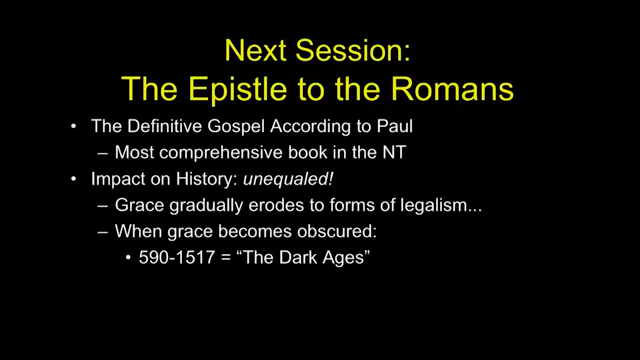 Next Session:
The Epistle to the Romans
• The Definitive Gospel According to Paul
– Most comprehensive book in the NT
• Impact on History: unequaled!
– Grace gradually erodes to forms of legalism...
– When grace becomes obscured:
• 590-1517 = “The Dark Ages”